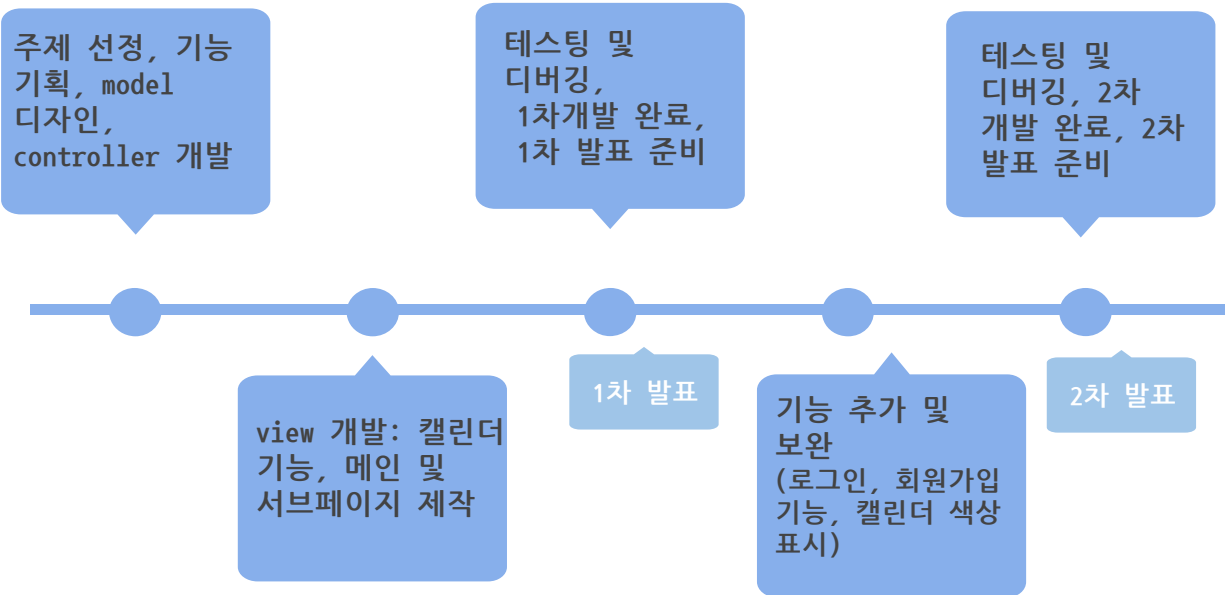 주제 선정, 기능
기획, model
디자인,
controller 개발
view 개발: 캘린더
기능, 메인 및
서브페이지 제작
테스팅 및
디버깅,
1차개발 완료,
1차 발표 준비
1차 발표
기능 추가 및
보완
(로그인, 회원가입
기능, 캘린더 색상
표시)
테스팅 및
디버깅, 2차
개발 완료, 2차
발표 준비
2차 발표